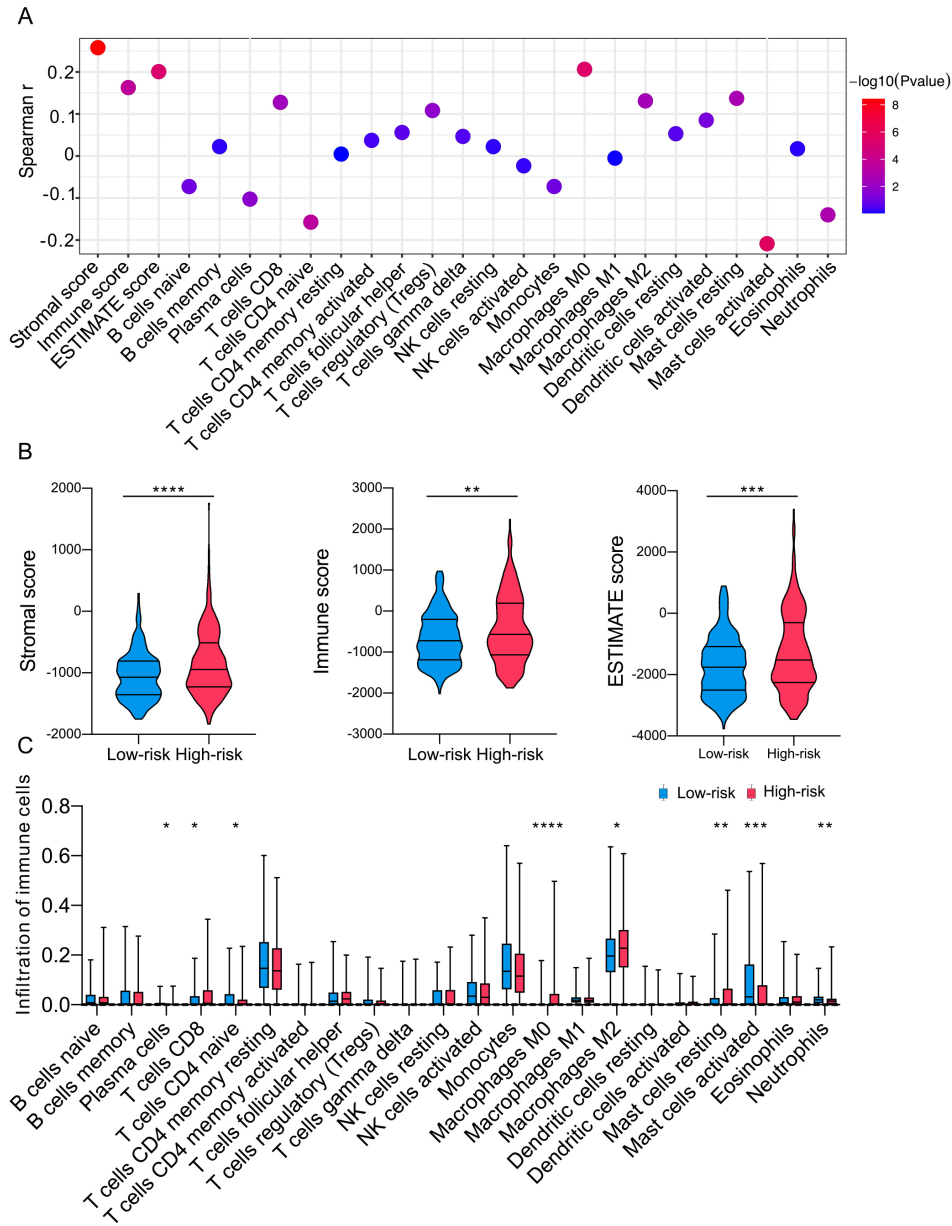 A
Spearman r
0.2
0.1
0
-0.1
-0.2
−log10(Pvalue)
8
6
4
2
Stromal score
Immune score
ESTIMATE score
B cells naive
B cells memory
Plasma cells
T cells CD8
T cells CD4 naive
T cells CD4 memory resting
T cells CD4 memory activated
T cells follicular helper
T cells regulatory (Tregs)
T cells gamma delta
NK cells resting
NK cells activated
Monocytes
Macrophages M0
Macrophages M1
Macrophages M2
Dendritic cells resting
Dendritic cells activated
Mast cells resting
Mast cells activated
Eosinophils
Neutrophils
B
Stromal score
2000
1000
0
-1000
-2000
****
Low-risk High-risk
Immune score
3000
2000
1000
0
-1000
-2000
-3000
**
Low-risk High-risk
ESTIMATE score
4000
2000
0
-2000
-4000
***
Low-risk High-risk
C
Low-risk High-risk
Infiltration of immune cells
0.8
0.6
0.4
0.2
0.0
* * * **** * ** *** **
B cells naive
B cells memory
Plasma cells
T cells CD8
T cells CD4 naive
T cells CD4 memory resting
T cells CD4 memory activated
T cells follicular helper
T cells regulatory (Tregs)
T cells gamma delta
NK cells resting
NK cells activated
Monocytes
Macrophages M0
Macrophages M1
Macrophages M2
Dendritic cells resting
Dendritic cells activated
Mast cells resting
Mast cells activated
Eosinophils
Neutrophils